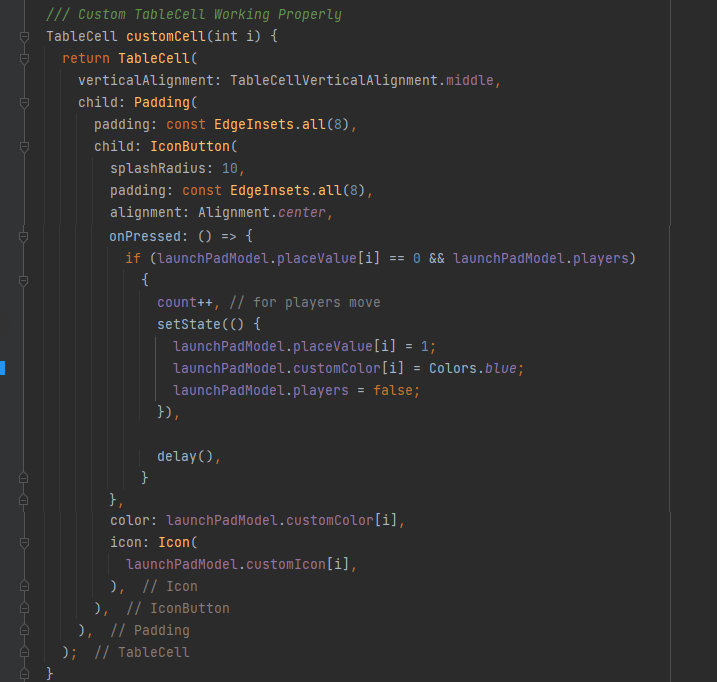 /// Custom TableCell Working Properly
TableCell customCell(int i) {
  return TableCell(
    verticalAlignment: TableCellVerticalAlignment.middle,
    child: Padding(
      padding: const EdgeInsets.all(8),
      child: IconButton(
        splashRadius: 10,
        padding: const EdgeInsets.all(8),
        alignment: Alignment.center,
        onPressed: () => {
          if (launchPadModel.placeValue[i] == 0 && launchPadModel.players)
            {
              count++, // for players move
              setState(() {
                launchPadModel.placeValue[i] = 1;
                launchPadModel.customColor[i] = Colors.blue;
                launchPadModel.players = false;
              }),

              delay(),
            }
        },
        color: launchPadModel.customColor[i],
        icon: Icon(
          launchPadModel.customIcon[i],
        ),  // Icon
      ),  // IconButton
    ),  // Padding
  );  // TableCell
}